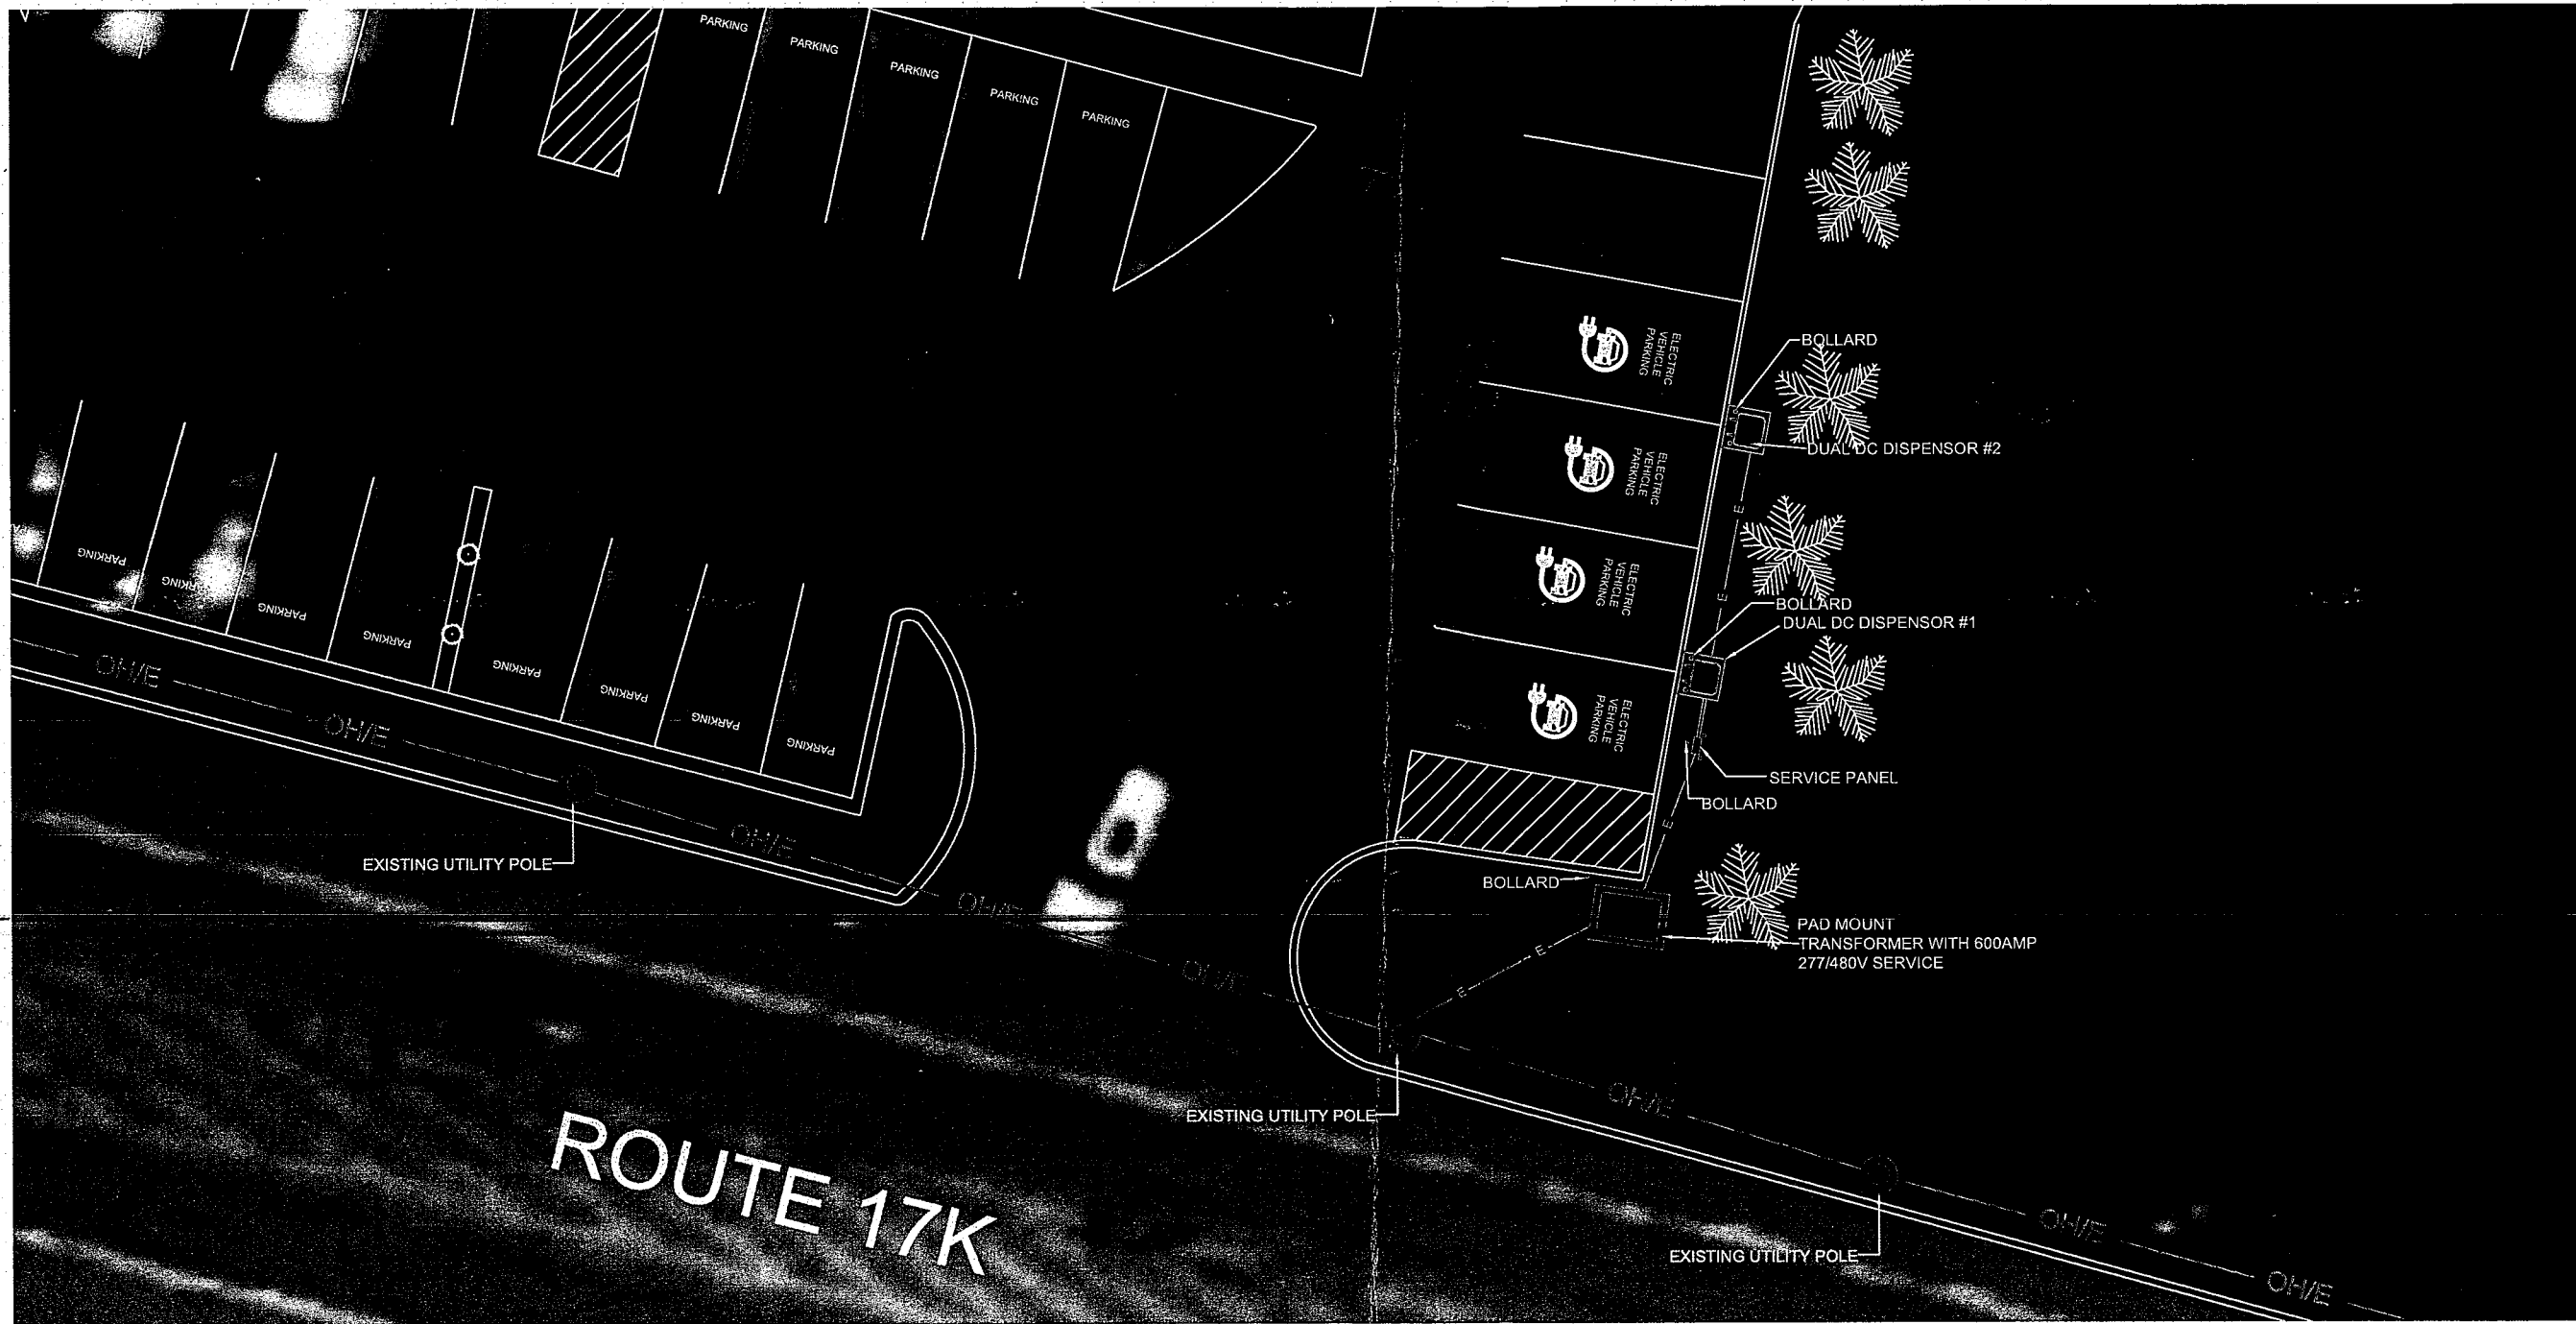 PARKING
PARKING
PARKING
PARKING
PARKING
ELECTRIC
VEHICLE
PARKING
BOLLARD
ELECTRIC
VEHICLE
PARKING
DUAL DC DISPENSOR #2
E
ELECTRIC
VEHICLE
PARKING
E
BOLLARD
DUAL DC DISPENSOR #1
PARKING
PARKING
PARKING
PARKING
PARKING
PARKING
PARKING
PARKING
ELECTRIC
VEHICLE
PARKING
SERVICE PANEL
BOLLARD
E
OH/E
OH/E
OH/E
OH/E
OH/E
EXISTING UTILITY POLE
BOLLARD
PAD MOUNT
TRANSFORMER WITH 600AMP
277/480V SERVICE
E
E
EXISTING UTILITY POLE
OH/E
ROUTE 17K
OH/E
EXISTING UTILITY POLE
OH/E